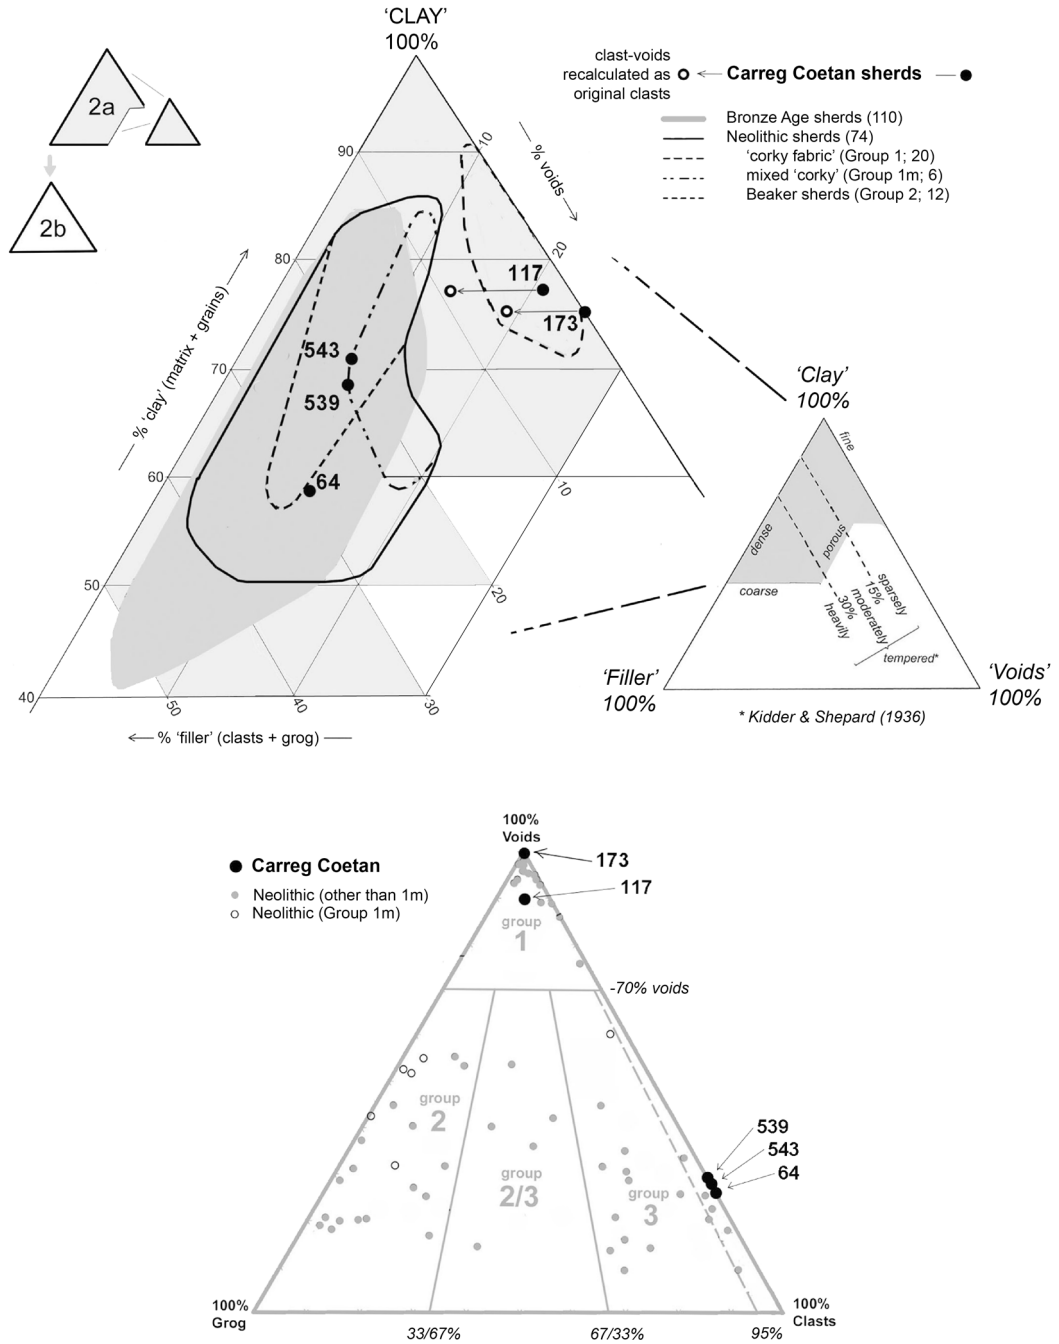 ‘CLAY’
100%
2a
2b
clast-voids
recalculated as
original clasts
Carreg Coetan sherds
Bronze Age sherds (110)
Neolithic sherds (74)
‘corky fabric’ (Group 1; 20)
mixed ‘corky’ (Group 1m; 6)
Beaker sherds (Group 2; 12)
90
10
% voids
80
20
117
173
% ‘clay’ (matrix + grains)
543
70
539
60
64
10
50
20
40
50
40
30
% ‘filler’ (clasts + grog)
‘Clay’
100%
fine
dense
porous
coarse
sparsely
15%
moderately
30%
heavily
tempered*
‘Filler’
100%
‘Voids’
100%
* Kidder & Shepard (1936)
100%
Voids
Carreg Coetan
Neolithic (other than 1m)
Neolithic (Group 1m)
173
117
group
1
-70% voids
group
2
group
2/3
group
3
539
543
64
100%
Grog
33/67%
67/33%
95%
100%
Clasts